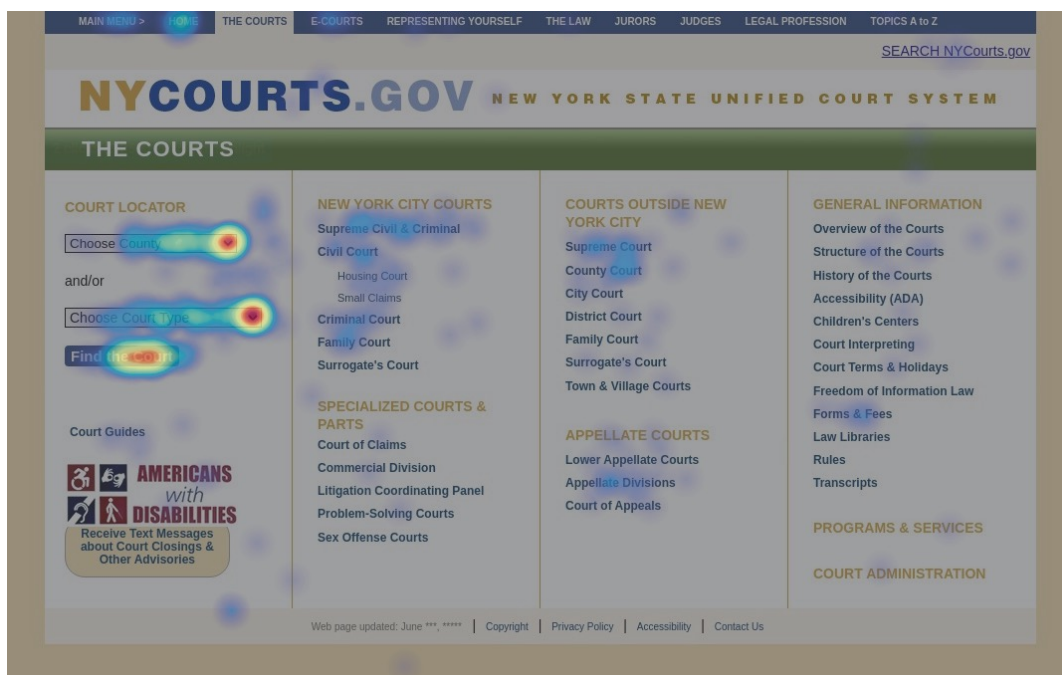 MAIN MENU > HOME THE COURTS E-COURTS REPRESENTING YOURSELF THE LAW JURORS JUDGES LEGAL PROFESSION TOPICS A to Z
SEARCH NYCourts.gov
NYCOURTS.GOV NEW YORK STATE UNIFIED COURT SYSTEM
THE COURTS
COURT LOCATOR
Choose County
and/or
Choose Court Type
Find the Court
Court Guides
AMERICANS
with
DISABILITIES
Receive Text Messages
about Court Closings &
Other Advisories
NEW YORK CITY COURTS
Supreme Civil & Criminal
Civil Court
Housing Court
Small Claims
Criminal Court
Family Court
Surrogate's Court
SPECIALIZED COURTS &
PARTS
Court of Claims
Commercial Division
Litigation Coordinating Panel
Problem-Solving Courts
Sex Offense Courts
COURTS OUTSIDE NEW
YORK CITY
Supreme Court
County Court
City Court
District Court
Family Court
Surrogate's Court
Town & Village Courts
APPELLATE COURTS
Lower Appellate Courts
Appellate Divisions
Court of Appeals
GENERAL INFORMATION
Overview of the Courts
Structure of the Courts
History of the Courts
Accessibility (ADA)
Children's Centers
Court Interpreting
Court Terms & Holidays
Freedom of Information Law
Forms & Fees
Law Libraries
Rules
Transcripts
PROGRAMS & SERVICES
COURT ADMINISTRATION
Web page updated: June ***, ***** | Copyright | Privacy Policy | Accessibility | Contact Us